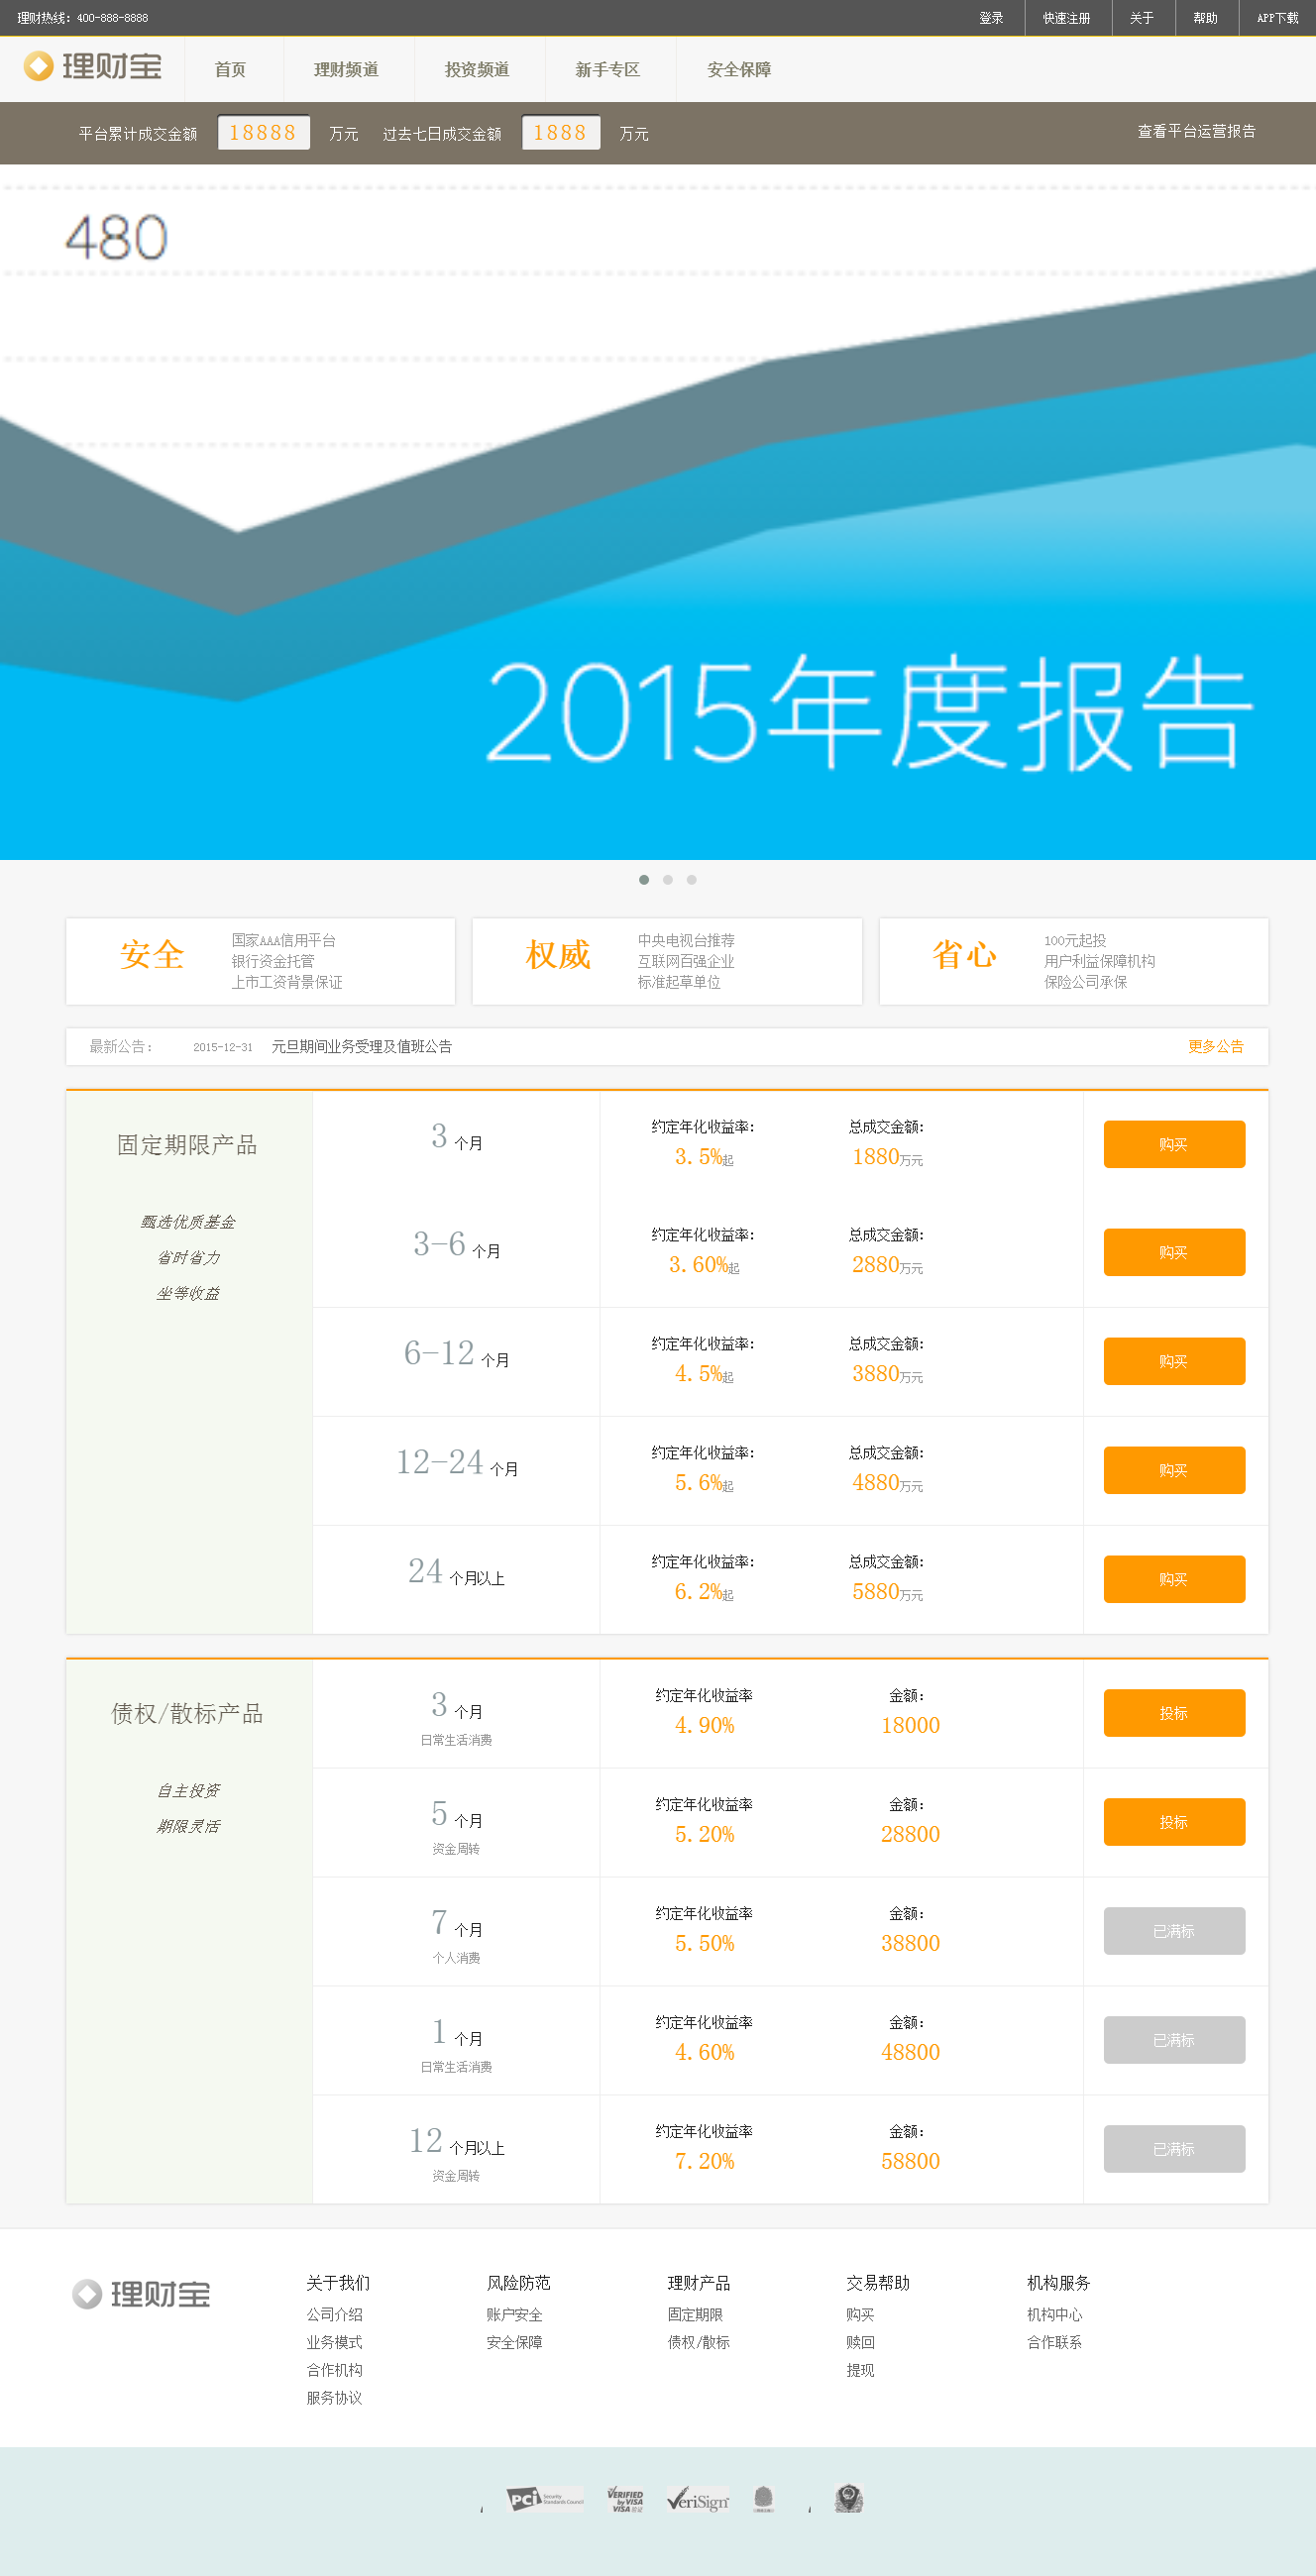 理财热线: 400-888-8888 登录 快速注册 关于 帮助 APP下载
理财宝 首页 理财频道 投资频道 新手专区 安全保障
平台累计成交金额 18888 万元 过去七日成交金额 1888 万元 查看平台运营报告
480
2015年度报告
安全
国家AAA信用平台
银行资金托管
上市工资背景保证
权威
中央电视台推荐
互联网百强企业
标准起草单位
省心
100元起投
用户利益保障机构
保险公司承保
最新公告: 2015-12-31 元旦期间业务受理及值班公告 更多公告
固定期限产品
甄选优质基金
省时省力
坐等收益
3 个月 约定年化收益率: 3.5%起 总成交金额: 1880万元 购买
3-6 个月 约定年化收益率: 3.60%起 总成交金额: 2880万元 购买
6-12 个月 约定年化收益率: 4.5%起 总成交金额: 3880万元 购买
12-24 个月 约定年化收益率: 5.6%起 总成交金额: 4880万元 购买
24 个月以上 约定年化收益率: 6.2%起 总成交金额: 5880万元 购买
债权/散标产品
自主投资
期限灵活
3 个月 日常生活消费 约定年化收益率 4.90% 金额: 18000 投标
5 个月 资金周转 约定年化收益率 5.20% 金额: 28800 投标
7 个月 个人消费 约定年化收益率 5.50% 金额: 38800 已满标
1 个月 日常生活消费 约定年化收益率 4.60% 金额: 48800 已满标
12 个月以上 资金周转 约定年化收益率 7.20% 金额: 58800 已满标
理财宝
关于我们
公司介绍
业务模式
合作机构
服务协议
风险防范
账户安全
安全保障
理财产品
固定期限
债权/散标
交易帮助
购买
赎回
提现
机构服务
机构中心
合作联系
PCI Security Standards Council
VERIFIED by VISA
VISA 验证
VeriSign